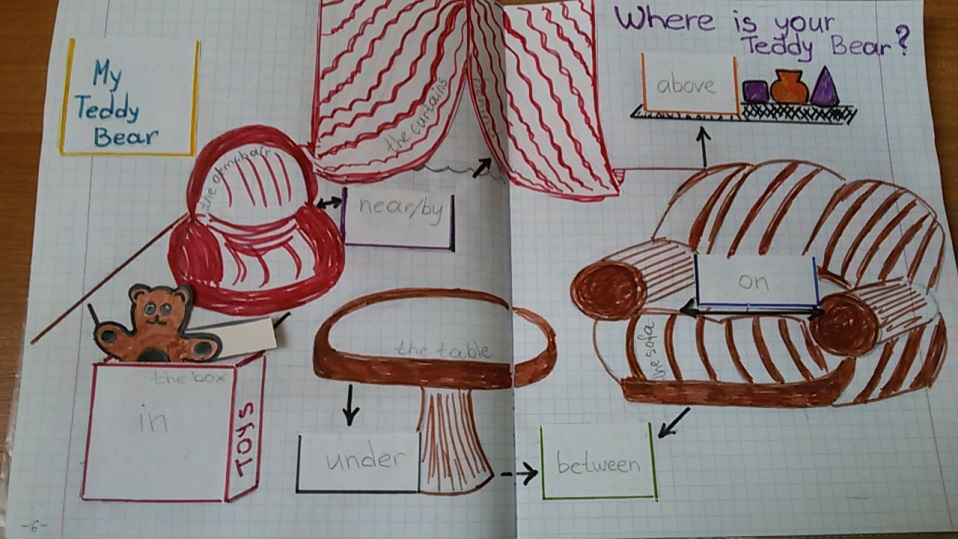 Where is your
Teddy Bear?
My
Teddy
Bear
above
the curtains
the armchair
near/by
on
the sofa
the table
the box
in
TOYS
under
between
-6-